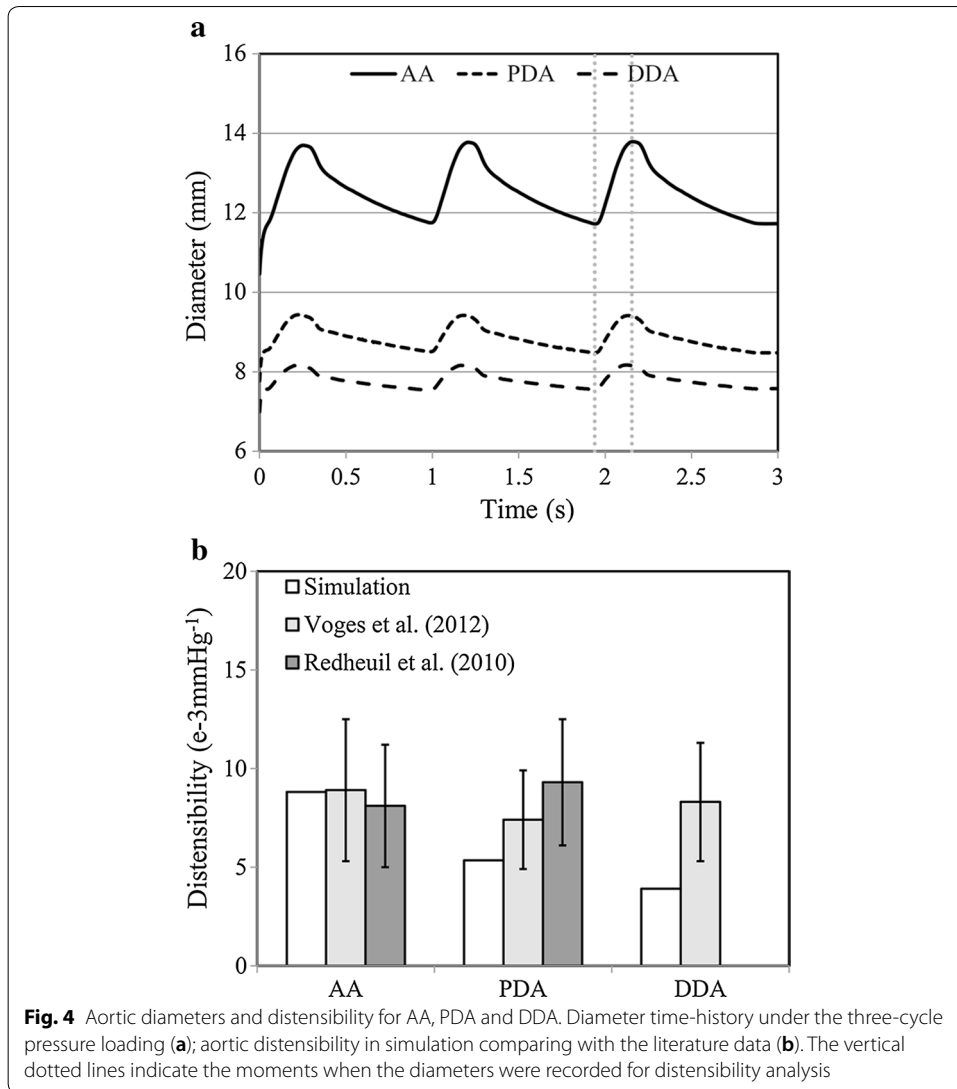 a
16
AA PDA DDA
14
12
10
8
6
Diameter (mm)
0 0.5 1 1.5 2 2.5 3
Time (s)
b
20
Simulation
Voges et al. (2012)
Redheuil et al. (2010)
15
10
5
0
Distensibility (e-3mmHg-1)
AA PDA DDA
Fig. 4 Aortic diameters and distensibility for AA, PDA and DDA. Diameter time-history under the three-cycle
pressure loading (a); aortic distensibility in simulation comparing with the literature data (b). The vertical
dotted lines indicate the moments when the diameters were recorded for distensibility analysis